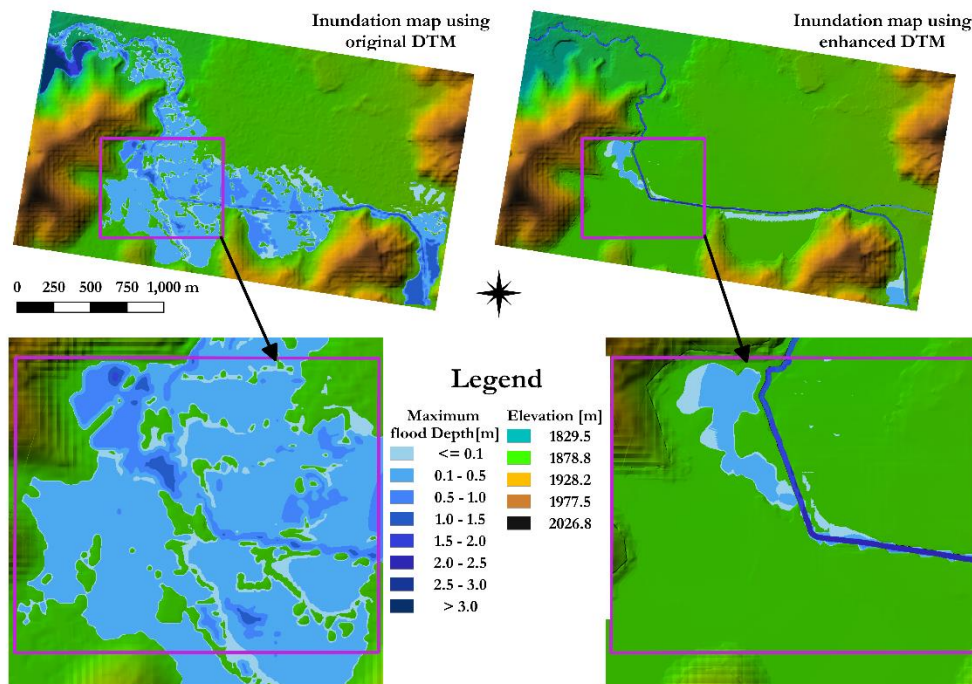 Inundation map using
original DTM
Inundation map using
enhanced DTM
0 250 500 750 1,000 m
Legend
Maximum
flood Depth[m]
<= 0.1
0.1 - 0.5
0.5 - 1.0
1.0 - 1.5
1.5 - 2.0
2.0 - 2.5
2.5 - 3.0
> 3.0
Elevation [m]
1829.5
1878.8
1928.2
1977.5
2026.8